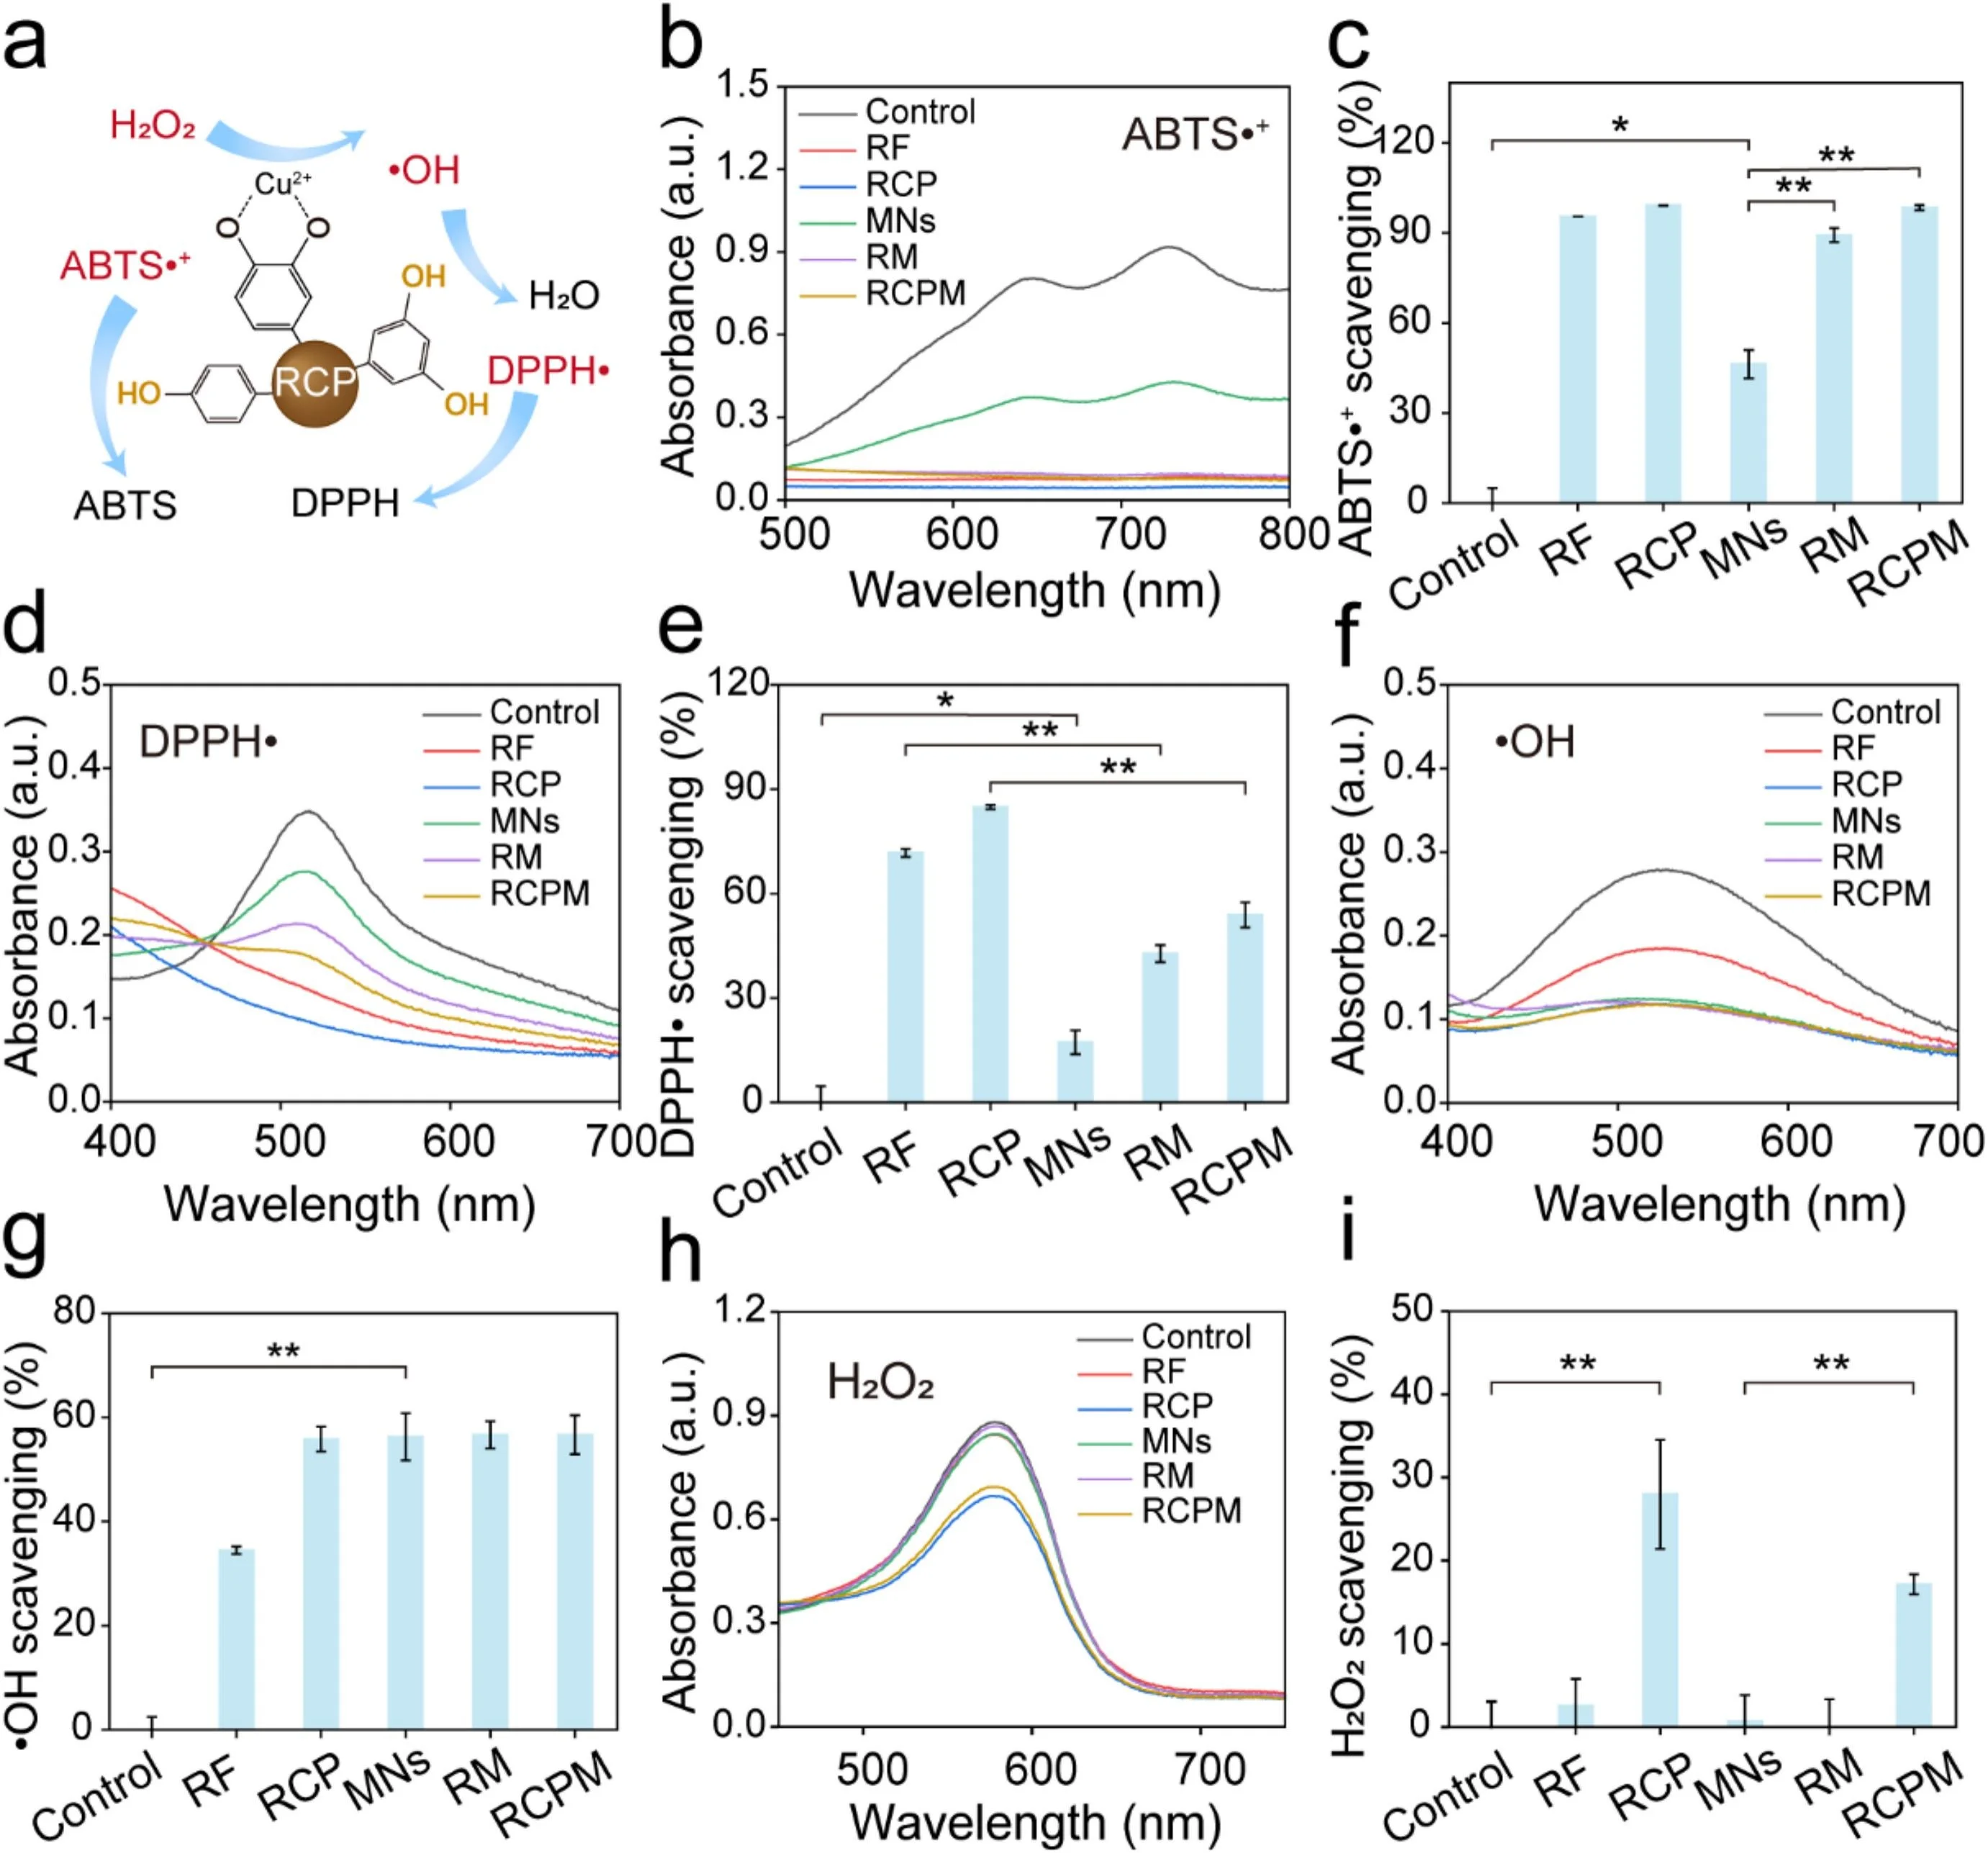 a
H₂O₂
•OH
Cu²⁺
O O
ABTS•⁺
OH
H₂O
HO
RCP
DPPH•
OH
ABTS
DPPH
b
1.5
1.2
0.9
0.6
0.3
0.0
Absorbance (a.u.)
Control
RF
RCP
MNs
RM
RCPM
ABTS•⁺
500 600 700 800
Wavelength (nm)
c
120
90
60
30
0
ABTS•⁺ scavenging (%)
*
**
**
Control RF RCP MNs RM RCPM
d
0.5
0.4
0.3
0.2
0.1
0.0
Absorbance (a.u.)
DPPH•
Control
RF
RCP
MNs
RM
RCPM
400 500 600 700
Wavelength (nm)
e
120
90
60
30
0
DPPH• scavenging (%)
*
**
**
Control RF RCP MNs RM RCPM
f
0.5
0.4
0.3
0.2
0.1
0.0
Absorbance (a.u.)
•OH
Control
RF
RCP
MNs
RM
RCPM
400 500 600 700
Wavelength (nm)
g
80
60
40
20
0
•OH scavenging (%)
**
Control RF RCP MNs RM RCPM
h
1.2
0.9
0.6
0.3
0.0
Absorbance (a.u.)
H₂O₂
Control
RF
RCP
MNs
RM
RCPM
500 600 700
Wavelength (nm)
i
50
40
30
20
10
0
H₂O₂ scavenging (%)
** **
Control RF RCP MNs RM RCPM